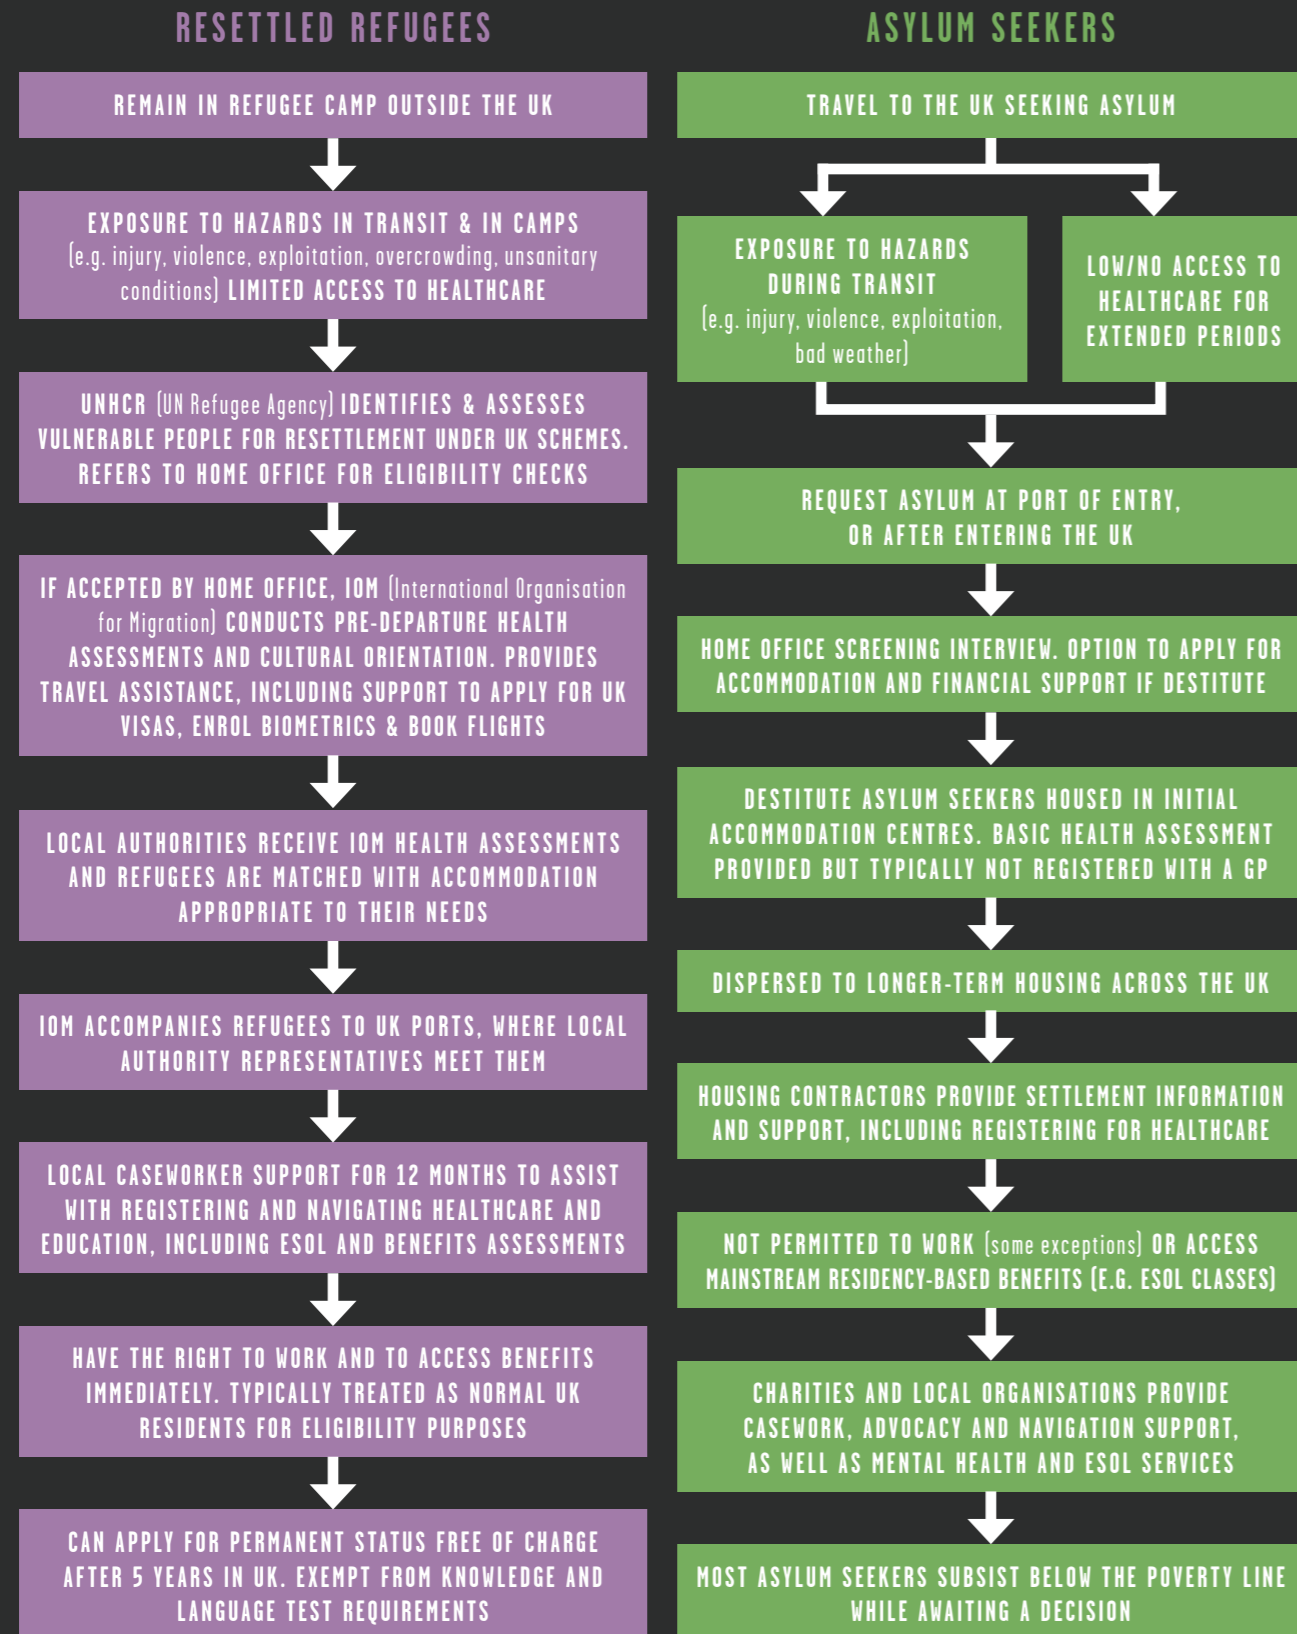 RESETTLED REFUGEES
REMAIN IN REFUGEE CAMP OUTSIDE THE UK
EXPOSURE TO HAZARDS IN TRANSIT & IN CAMPS
(e.g. injury, violence, exploitation, overcrowding, unsanitary
conditions) LIMITED ACCESS TO HEALTHCARE
UNHCR (UN Refugee Agency) IDENTIFIES & ASSESSES
VULNERABLE PEOPLE FOR RESETTLEMENT UNDER UK SCHEMES.
REFERS TO HOME OFFICE FOR ELIGIBILITY CHECKS
IF ACCEPTED BY HOME OFFICE, IOM (International Organisation
for Migration) CONDUCTS PRE-DEPARTURE HEALTH
ASSESSMENTS AND CULTURAL ORIENTATION. PROVIDES
TRAVEL ASSISTANCE, INCLUDING SUPPORT TO APPLY FOR UK
VISAS, ENROL BIOMETRICS & BOOK FLIGHTS
LOCAL AUTHORITIES RECEIVE IOM HEALTH ASSESSMENTS
AND REFUGEES ARE MATCHED WITH ACCOMMODATION
APPROPRIATE TO THEIR NEEDS
IOM ACCOMPANIES REFUGEES TO UK PORTS, WHERE LOCAL
AUTHORITY REPRESENTATIVES MEET THEM
LOCAL CASEWORKER SUPPORT FOR 12 MONTHS TO ASSIST
WITH REGISTERING AND NAVIGATING HEALTHCARE AND
EDUCATION, INCLUDING ESOL AND BENEFITS ASSESSMENTS
HAVE THE RIGHT TO WORK AND TO ACCESS BENEFITS
IMMEDIATELY. TYPICALLY TREATED AS NORMAL UK
RESIDENTS FOR ELIGIBILITY PURPOSES
CAN APPLY FOR PERMANENT STATUS FREE OF CHARGE
AFTER 5 YEARS IN UK. EXEMPT FROM KNOWLEDGE AND
LANGUAGE TEST REQUIREMENTS
ASYLUM SEEKERS
TRAVEL TO THE UK SEEKING ASYLUM
EXPOSURE TO HAZARDS
DURING TRANSIT
(e.g. injury, violence, exploitation,
bad weather)
LOW/NO ACCESS TO
HEALTHCARE FOR
EXTENDED PERIODS
REQUEST ASYLUM AT PORT OF ENTRY,
OR AFTER ENTERING THE UK
HOME OFFICE SCREENING INTERVIEW. OPTION TO APPLY FOR
ACCOMMODATION AND FINANCIAL SUPPORT IF DESTITUTE
DESTITUTE ASYLUM SEEKERS HOUSED IN INITIAL
ACCOMMODATION CENTRES. BASIC HEALTH ASSESSMENT
PROVIDED BUT TYPICALLY NOT REGISTERED WITH A GP
DISPERSED TO LONGER-TERM HOUSING ACROSS THE UK
HOUSING CONTRACTORS PROVIDE SETTLEMENT INFORMATION
AND SUPPORT, INCLUDING REGISTERING FOR HEALTHCARE
NOT PERMITTED TO WORK (some exceptions) OR ACCESS
MAINSTREAM RESIDENCY-BASED BENEFITS (E.G. ESOL CLASSES)
CHARITIES AND LOCAL ORGANISATIONS PROVIDE
CASEWORK, ADVOCACY AND NAVIGATION SUPPORT,
AS WELL AS MENTAL HEALTH AND ESOL SERVICES
MOST ASYLUM SEEKERS SUBSIST BELOW THE POVERTY LINE
WHILE AWAITING A DECISION